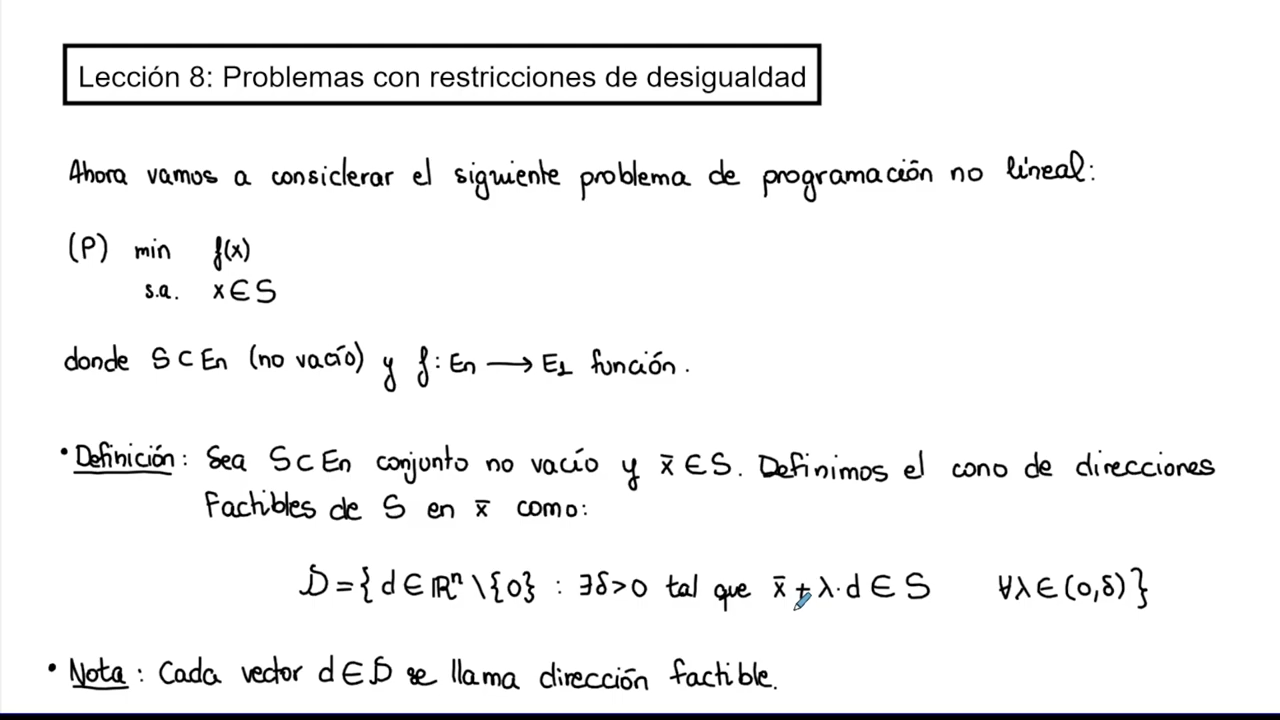 Lección 8: Problemas con restricciones de desigualdad
Ahora vamos a considerar el siguiente problema de programación no lineal:
(P) min f(x)
s.a. x ∈ S
donde S ⊂ En (no vacío) y f: En ⟶ E1 función.
• Definición: Sea S ⊂ En conjunto no vacío y x̄ ∈ S. Definimos el cono de direcciones
Factibles de S en x̄ como:
D = { d ∈ ℝⁿ \ {0} : ∃δ > 0 tal que x̄ + λ·d ∈ S ∀λ ∈ (0,δ) }
• Nota: Cada vector d ∈ D se llama dirección factible.